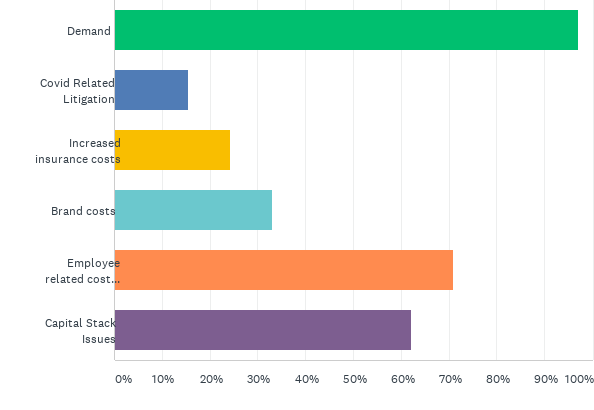 Demand
Covid Related
Litigation
Increased
insurance costs
Brand costs
Employee
related cost...
Capital Stack
Issues
0% 10% 20% 30% 40% 50% 60% 70% 80% 90% 100%